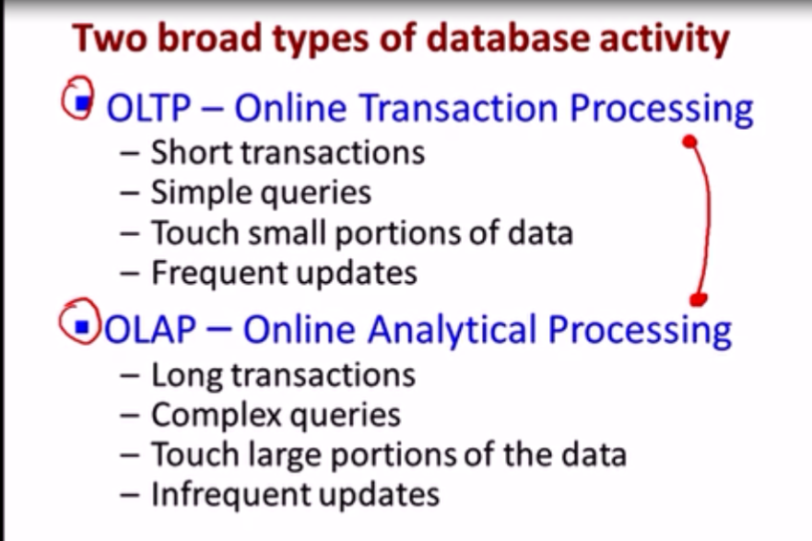 Two broad types of database activity
▪ OLTP – Online Transaction Processing
– Short transactions
– Simple queries
– Touch small portions of data
– Frequent updates
▪ OLAP – Online Analytical Processing
– Long transactions
– Complex queries
– Touch large portions of the data
– Infrequent updates